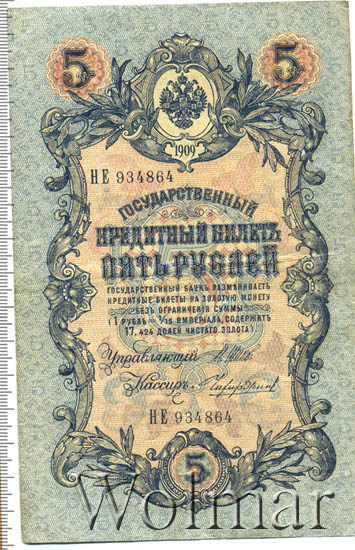 5 5
1909
НЕ 934864
ГОСУДАРСТВЕННЫЙ
КРЕДИТНЫЙ БИЛЕТЪ
ПЯТЬ РУБЛЕЙ
ГОСУДАРСТВЕННЫЙ БАНКЪ РАЗМѢНИВАЕТЪ
КРЕДИТНЫЕ БИЛЕТЫ НА ЗОЛОТУЮ МОНЕТУ
БЕЗЪ ОГРАНИЧЕНІЯ СУММЫ
(1 РУБЛЬ = 1/15 ИМПЕРІАЛА, СОДЕРЖИТЪ
17,424 ДОЛЕЙ ЧИСТАГО ЗОЛОТА).
Управляющій
Кассиръ
НЕ 934864
5
Wolmar